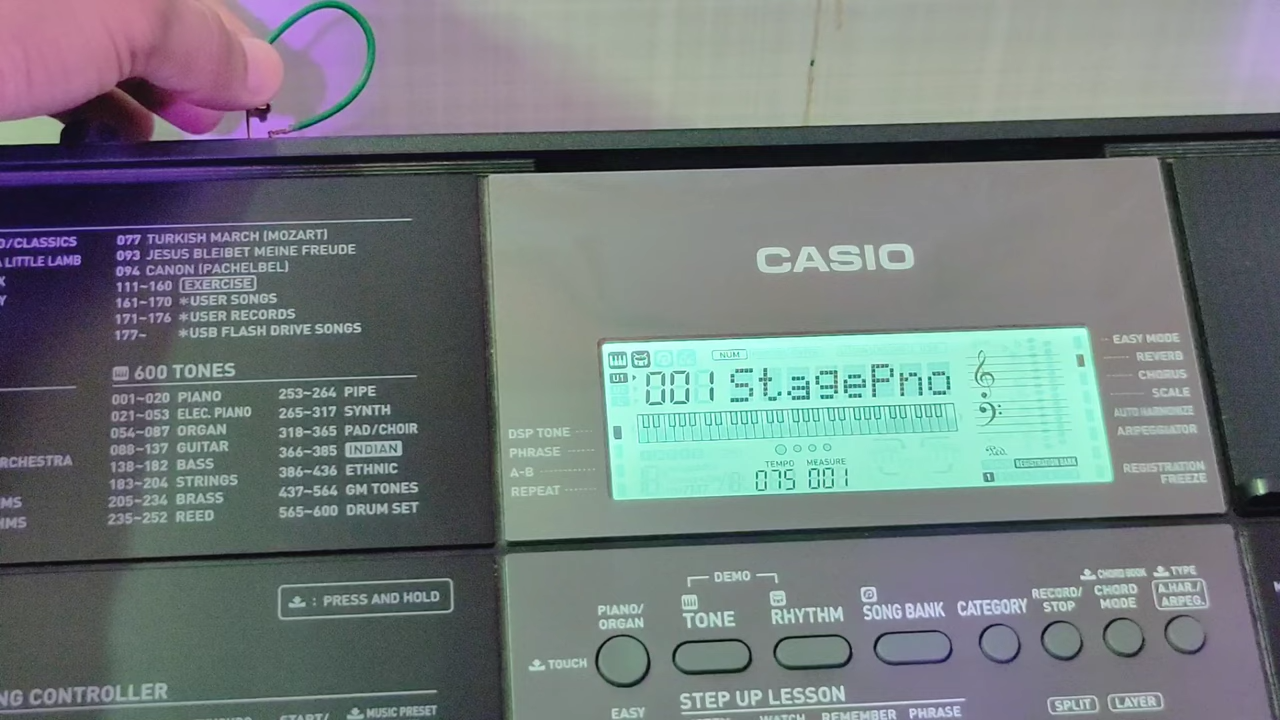 O/CLASSICS
A LITTLE LAMB
077 TURKISH MARCH (MOZART)
093 JESUS BLEIBET MEINE FREUDE
094 CANON (PACHELBEL)
111~160 EXERCISE
161~170 *USER SONGS
171~176 *USER RECORDS
177~ *USB FLASH DRIVE SONGS
600 TONES
001~020 PIANO
021~053 ELEC. PIANO
054~087 ORGAN
088~137 GUITAR
138~182 BASS
183~204 STRINGS
205~234 BRASS
235~252 REED
253~264 PIPE
265~317 SYNTH
318~365 PAD/CHOIR
366~385 INDIAN
386~436 ETHNIC
437~564 GM TONES
565~600 DRUM SET
RCHESTRA
MS
HMS
: PRESS AND HOLD
NG CONTROLLER
START/
MUSIC PRESET
CASIO
NUM
U1
001 StagePno
TEMPO MEASURE
075 001
Ped.
1 REGISTRATION BANK
DSP TONE
PHRASE
A-B
REPEAT
EASY MODE
REVERB
CHORUS
SCALE
AUTO HARMONIZE
ARPEGGIATOR
REGISTRATION
FREEZE
DEMO
PIANO/
ORGAN
TONE
RHYTHM
SONG BANK
CATEGORY
RECORD/
STOP
CHORD BOOK
CHORD
MODE
TYPE
A.HAR./
ARPEG.
TOUCH
STEP UP LESSON
EASY
WATCH
REMEMBER
PHRASE
SPLIT
LAYER